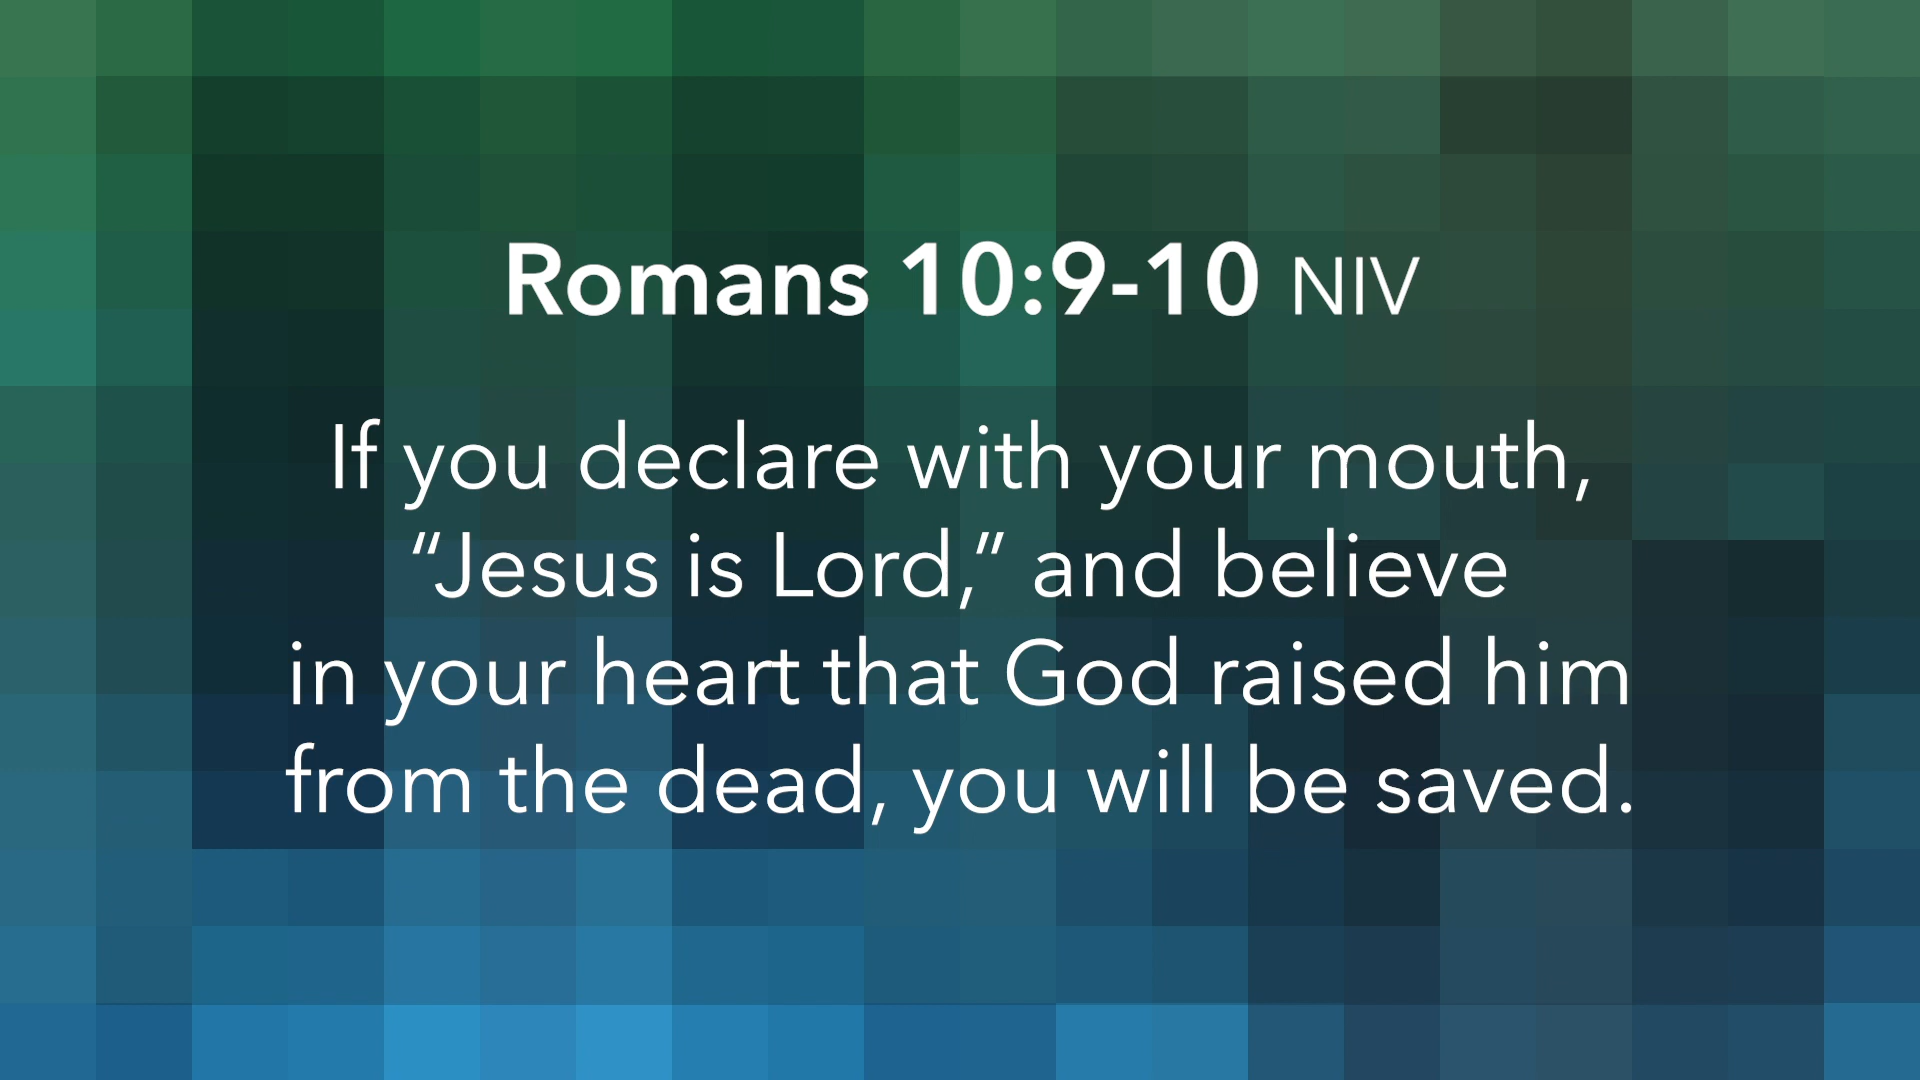 Romans 10:9-10 NIV
If you declare with your mouth,
“Jesus is Lord,” and believe
in your heart that God raised him
from the dead, you will be saved.